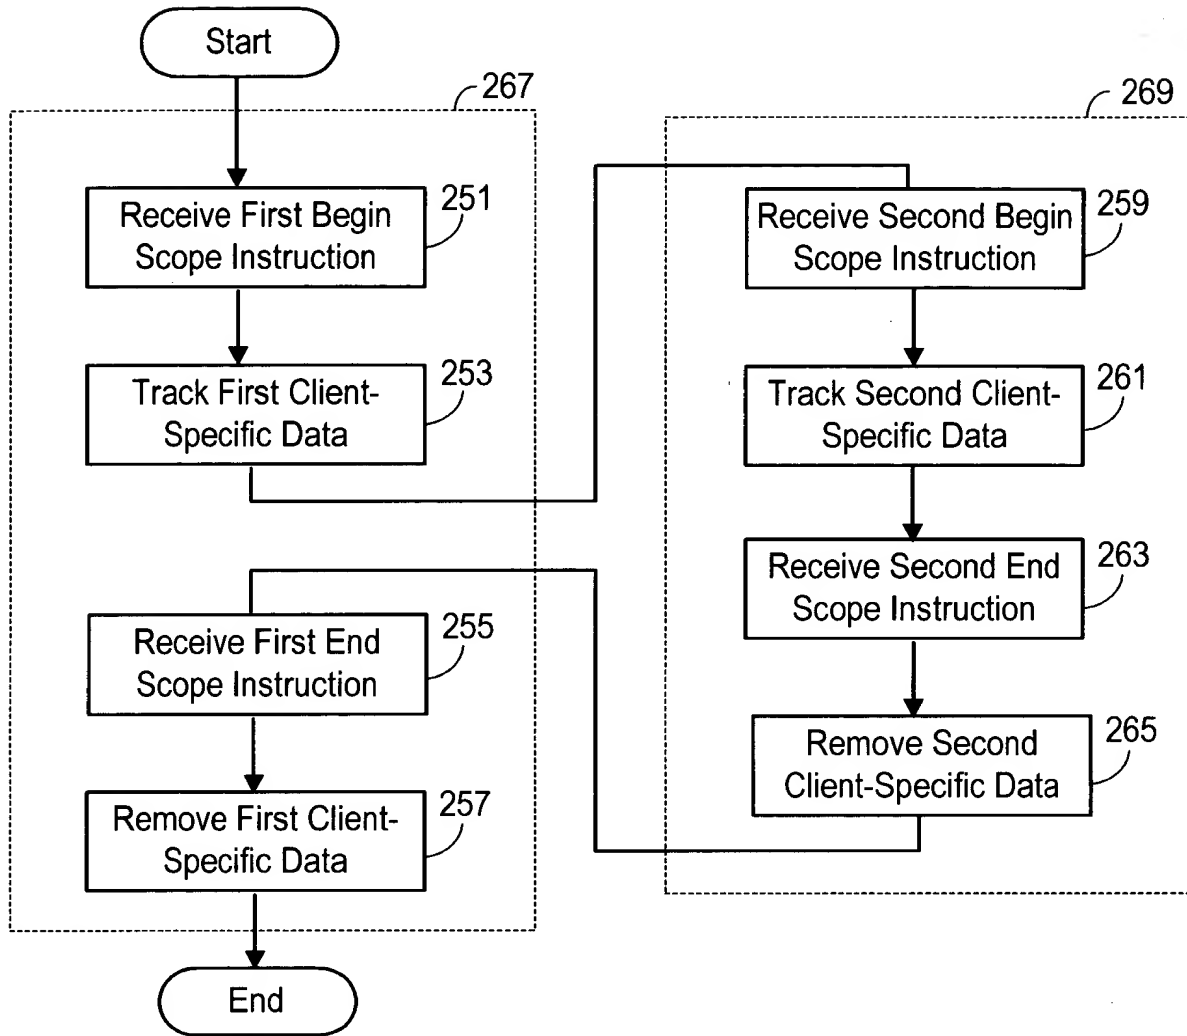 Start
267
Receive First Begin
Scope Instruction
251
Track First Client-
Specific Data
253
269
Receive Second Begin
Scope Instruction
259
Track Second Client-
Specific Data
261
Receive Second End
Scope Instruction
263
Remove Second
Client-Specific Data
265
Receive First End
Scope Instruction
255
Remove First Client-
Specific Data
257
End